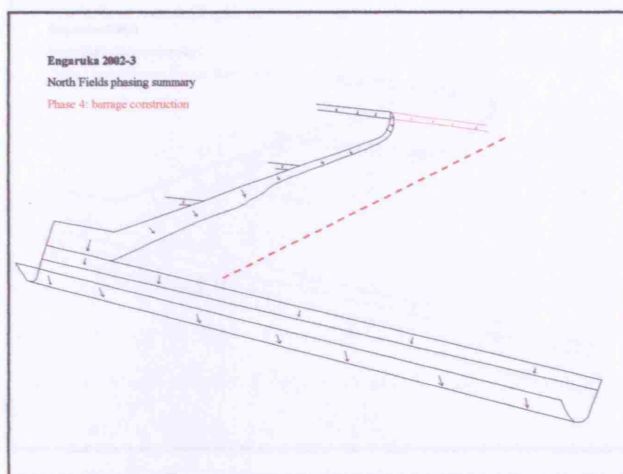 Engaruka 2002-3
North Fields phasing summary
Phase 4: barrage construction